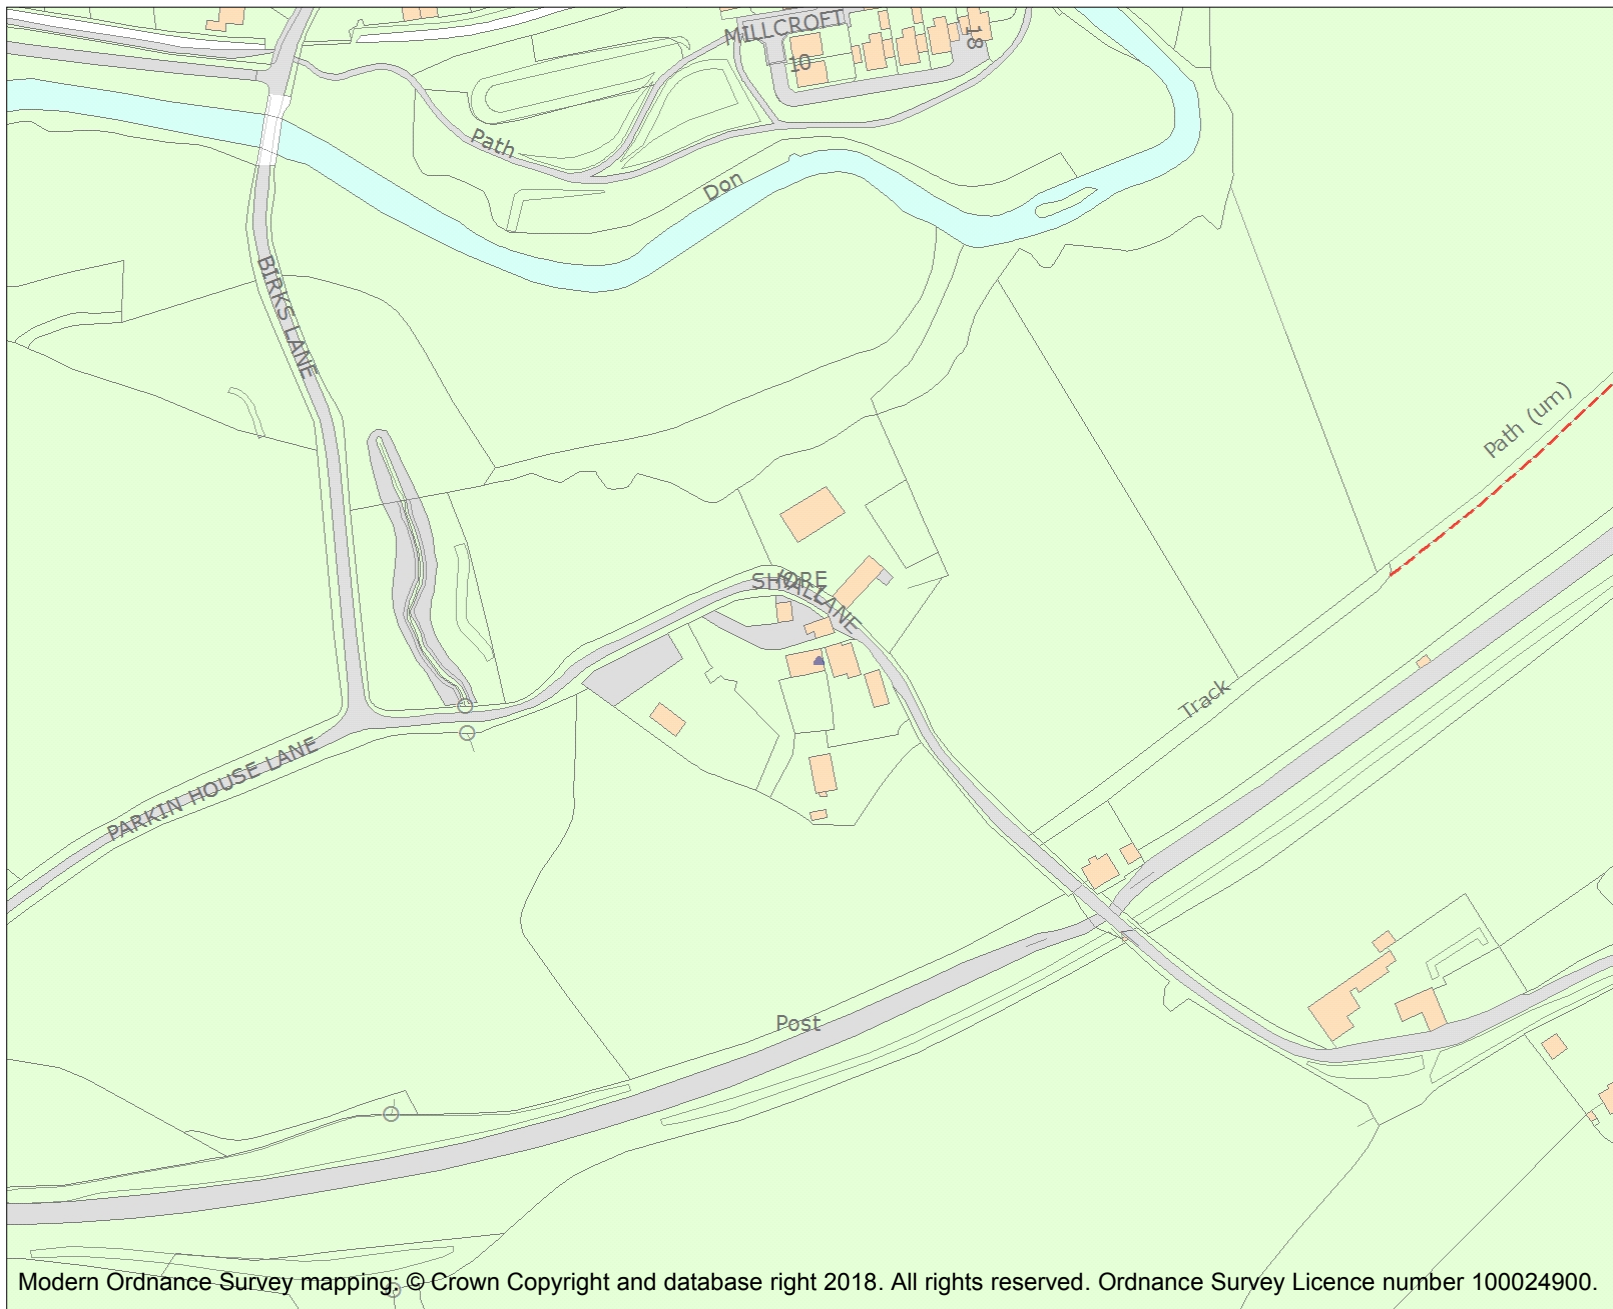 MILLCROFT
18
10
Path
Don
BIRKS LANE
Path (um)
SHORE
HALL LANE
Track
PARKIN HOUSE LANE
Post
Modern Ordnance Survey mapping: © Crown Copyright and database right 2018. All rights reserved. Ordnance Survey Licence number 100024900.